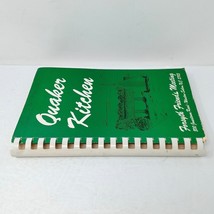 Quaker
Kitchen
Forsyth Friends Meeting